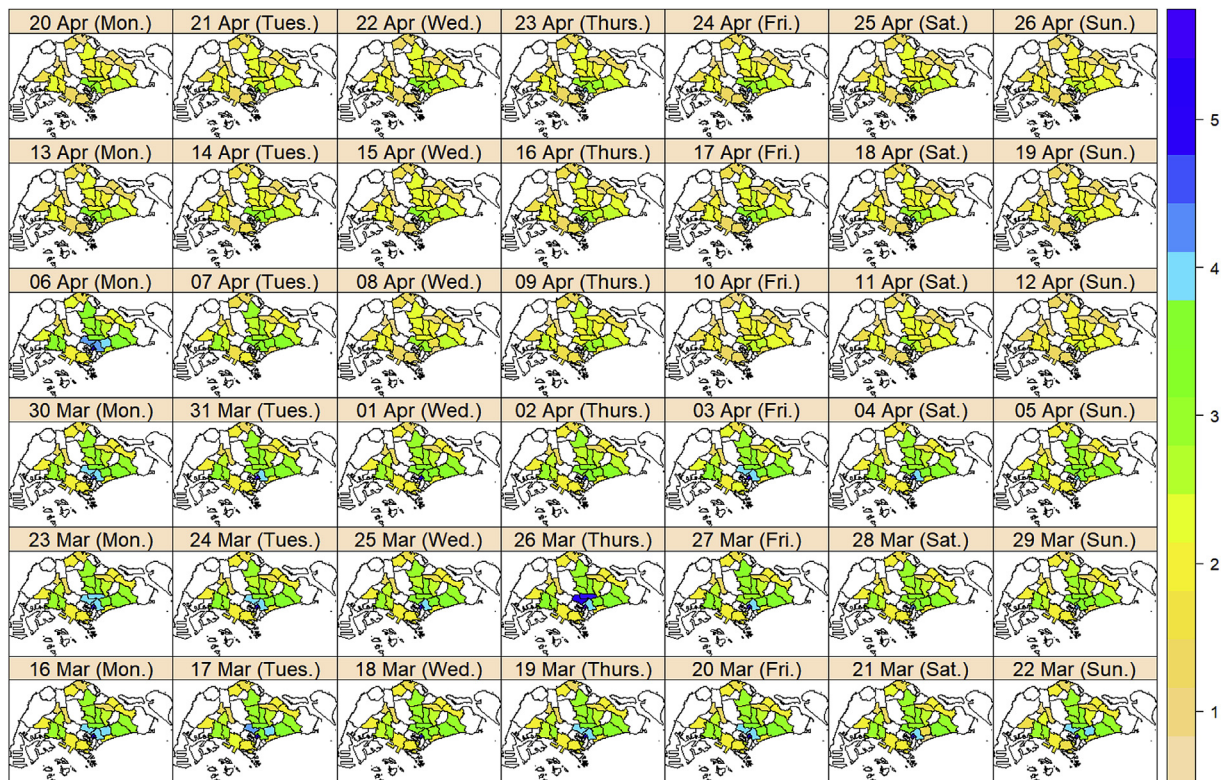 20 Apr (Mon.) 21 Apr (Tues.) 22 Apr (Wed.) 23 Apr (Thurs.) 24 Apr (Fri.) 25 Apr (Sat.) 26 Apr (Sun.)
5
13 Apr (Mon.) 14 Apr (Tues.) 15 Apr (Wed.) 16 Apr (Thurs.) 17 Apr (Fri.) 18 Apr (Sat.) 19 Apr (Sun.)
4
06 Apr (Mon.) 07 Apr (Tues.) 08 Apr (Wed.) 09 Apr (Thurs.) 10 Apr (Fri.) 11 Apr (Sat.) 12 Apr (Sun.)
30 Mar (Mon.) 31 Mar (Tues.) 01 Apr (Wed.) 02 Apr (Thurs.) 03 Apr (Fri.) 04 Apr (Sat.) 05 Apr (Sun.)
3
23 Mar (Mon.) 24 Mar (Tues.) 25 Mar (Wed.) 26 Mar (Thurs.) 27 Mar (Fri.) 28 Mar (Sat.) 29 Mar (Sun.)
2
16 Mar (Mon.) 17 Mar (Tues.) 18 Mar (Wed.) 19 Mar (Thurs.) 20 Mar (Fri.) 21 Mar (Sat.) 22 Mar (Sun.)
1